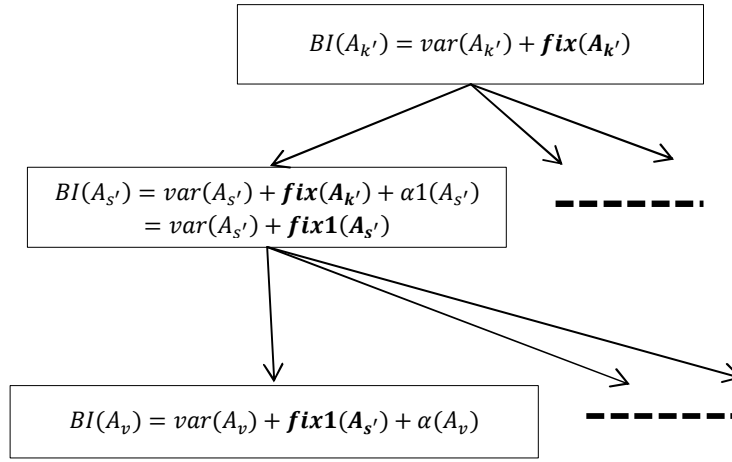 BI(A_{k'}) = var(A_{k'}) + fix(A_{k'})
BI(A_{s'}) = var(A_{s'}) + fix(A_{k'}) + α1(A_{s'})
= var(A_{s'}) + fix1(A_{s'})
BI(A_v) = var(A_v) + fix1(A_{s'}) + α(A_v)